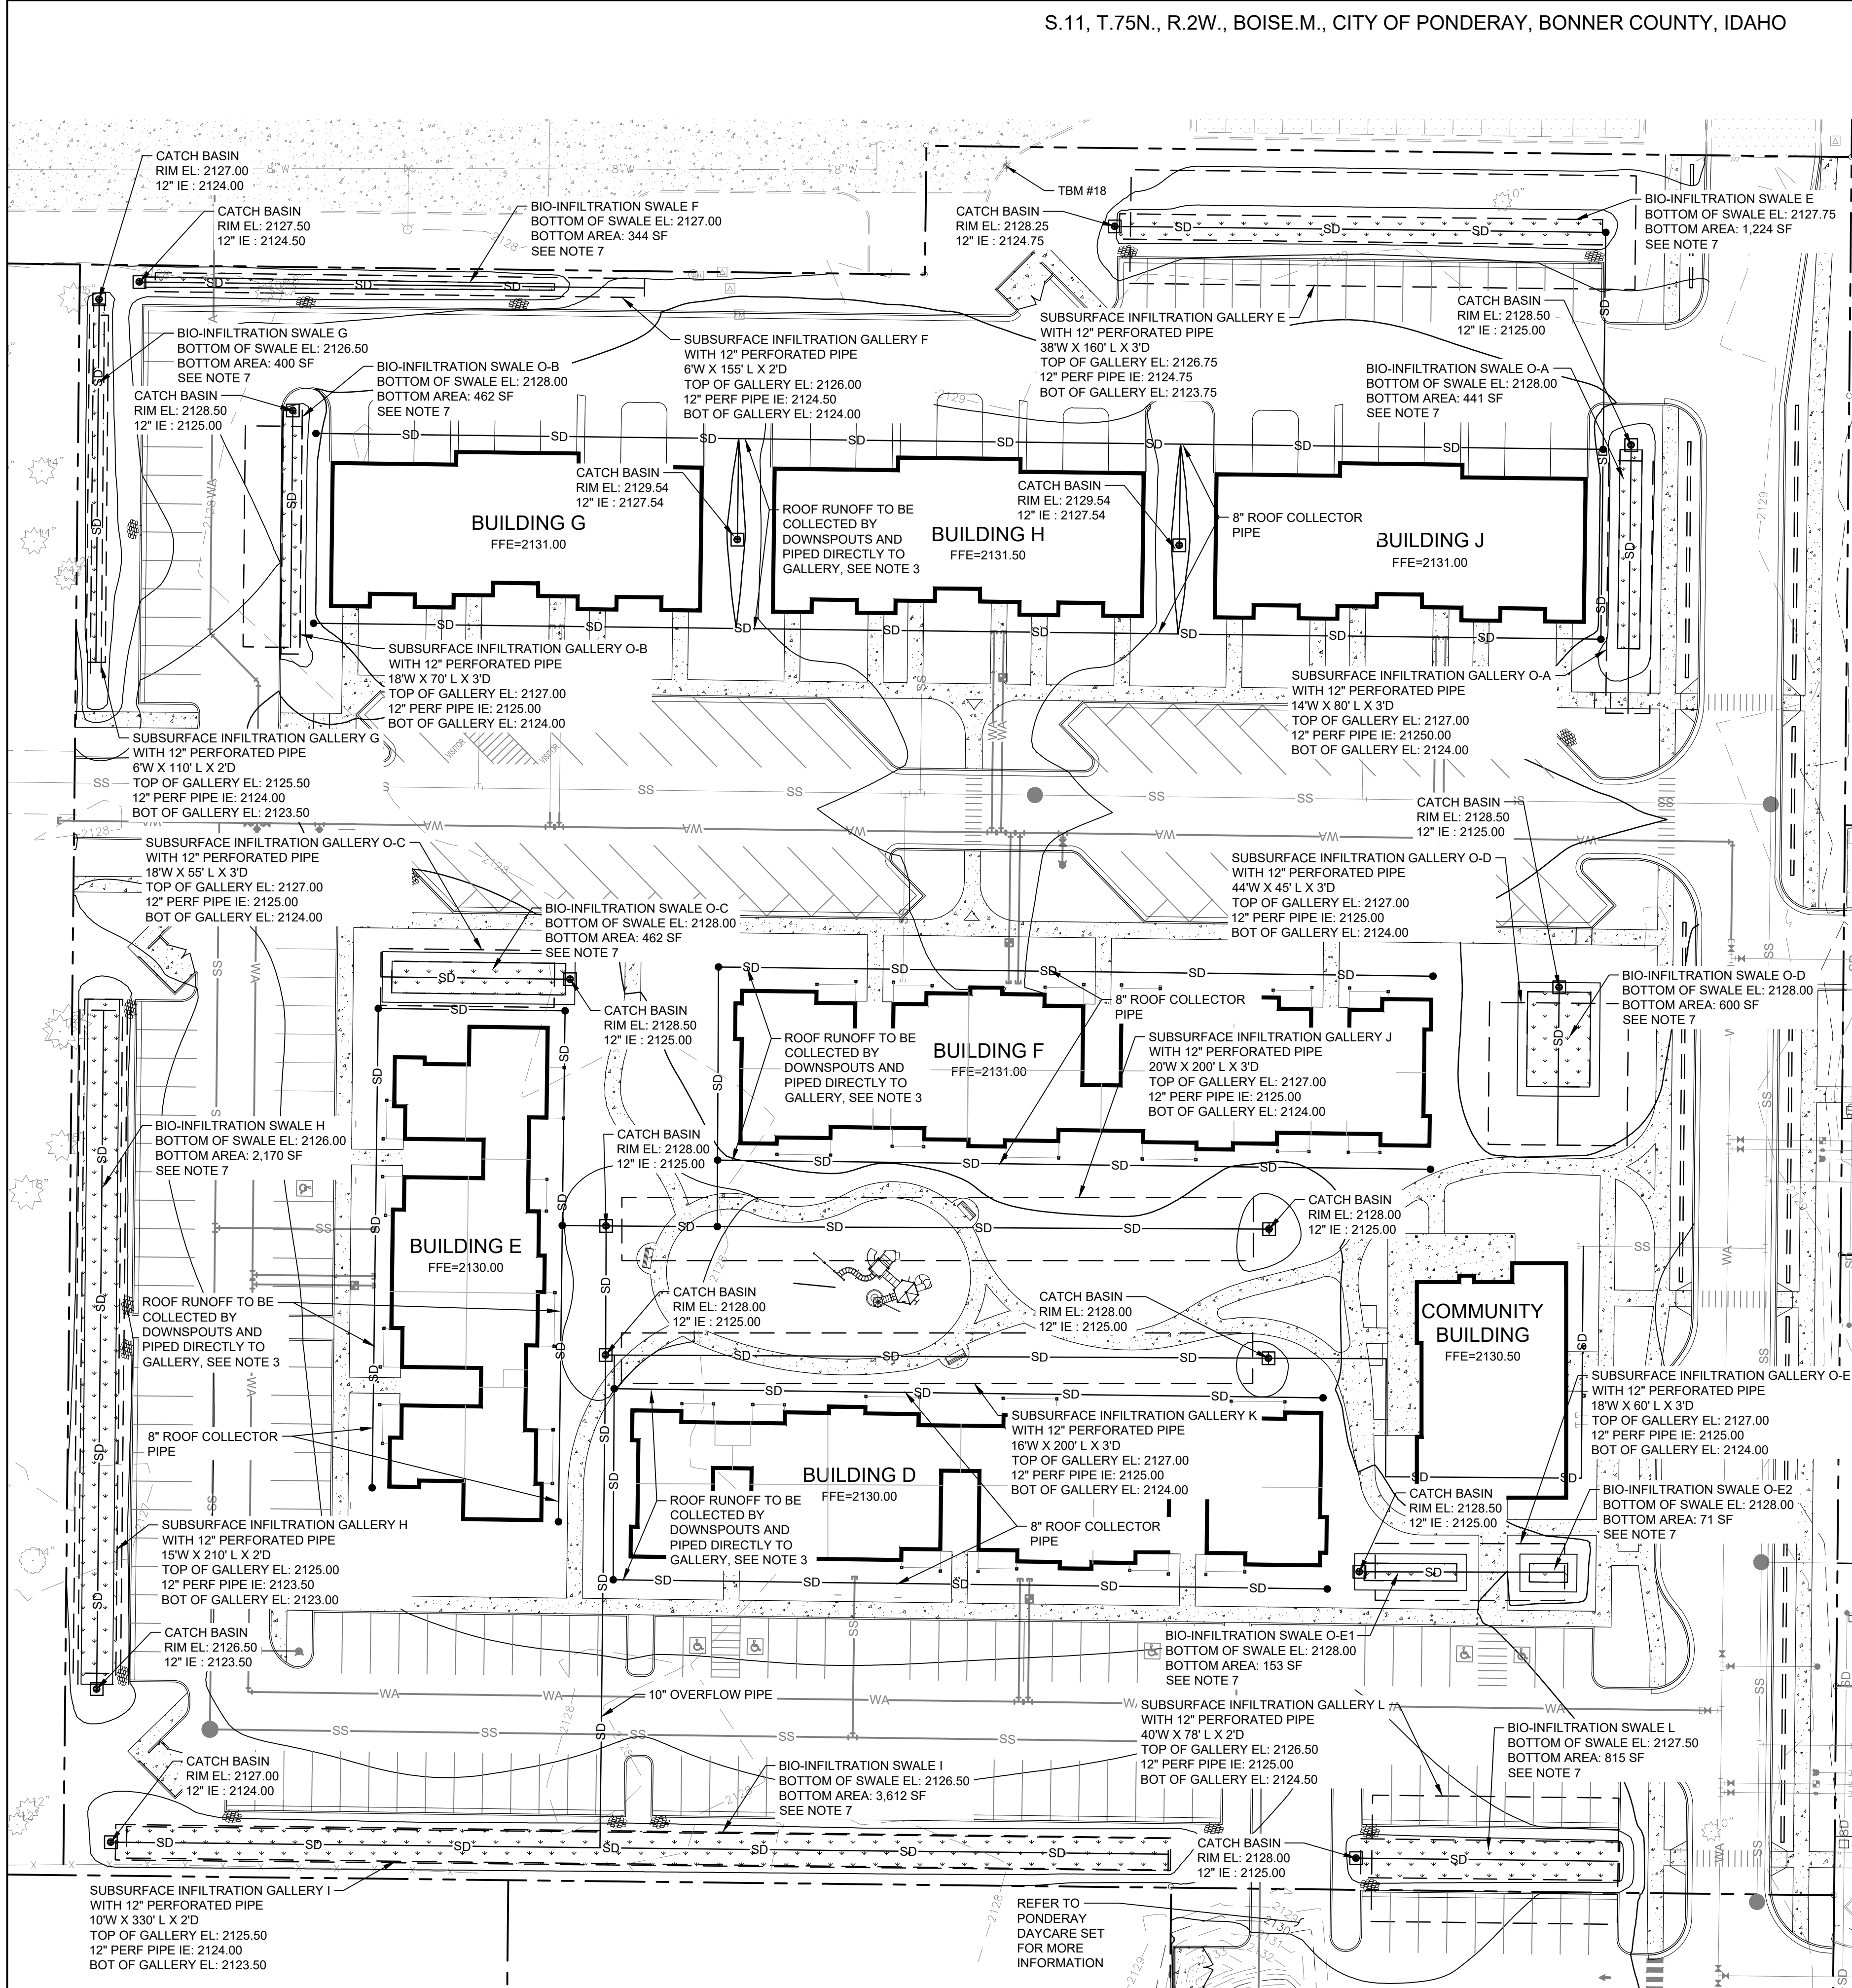 S.11, T.75N., R.2W., BOISE.M., CITY OF PONDERAY, BONNER COUNTY, IDAHO
CATCH BASIN
RIM EL: 2127.00
12" IE : 2124.00
8"W
8"W
8"W
TBM #18
CATCH BASIN
RIM EL: 2127.50
12" IE : 2124.50
BIO-INFILTRATION SWALE F
BOTTOM OF SWALE EL: 2127.00
BOTTOM AREA: 344 SF
SEE NOTE 7
CATCH BASIN
RIM EL: 2128.25
12" IE : 2124.75
BIO-INFILTRATION SWALE E
BOTTOM OF SWALE EL: 2127.75
BOTTOM AREA: 1,224 SF
SEE NOTE 7
BIO-INFILTRATION SWALE G
BOTTOM OF SWALE EL: 2126.50
BOTTOM AREA: 400 SF
SEE NOTE 7
BIO-INFILTRATION SWALE O-B
BOTTOM OF SWALE EL: 2128.00
BOTTOM AREA: 462 SF
SEE NOTE 7
SUBSURFACE INFILTRATION GALLERY F
WITH 12" PERFORATED PIPE
6'W X 155' L X 2'D
TOP OF GALLERY EL: 2126.00
12" PERF PIPE IE: 2124.50
BOT OF GALLERY EL: 2124.00
SUBSURFACE INFILTRATION GALLERY E
WITH 12" PERFORATED PIPE
38'W X 160' L X 3'D
TOP OF GALLERY EL: 2126.75
12" PERF PIPE IE: 2124.75
BOT OF GALLERY EL: 2123.75
CATCH BASIN
RIM EL: 2128.50
12" IE : 2125.00
BIO-INFILTRATION SWALE O-A
BOTTOM OF SWALE EL: 2128.00
BOTTOM AREA: 441 SF
SEE NOTE 7
CATCH BASIN
RIM EL: 2128.50
12" IE : 2125.00
CATCH BASIN
RIM EL: 2129.54
12" IE: 2127.54
ROOF RUNOFF TO BE
COLLECTED BY
DOWNSPOUTS AND
PIPED DIRECTLY TO
GALLERY, SEE NOTE 3
CATCH BASIN
RIM EL: 2129.54
12" IE: 2127.54
8" ROOF COLLECTOR
PIPE
BUILDING G
FFE=2131.00
BUILDING H
FFE=2131.50
BUILDING J
FFE=2131.00
SUBSURFACE INFILTRATION GALLERY O-B
WITH 12" PERFORATED PIPE
18'W X 70' L X 3'D
TOP OF GALLERY EL: 2127.00
12" PERF PIPE IE: 2125.00
BOT OF GALLERY EL: 2124.00
SUBSURFACE INFILTRATION GALLERY O-A
WITH 12" PERFORATED PIPE
14'W X 80' L X 3'D
TOP OF GALLERY EL: 2127.00
12" PERF PIPE IE: 21250.00
BOT OF GALLERY EL: 2124.00
SUBSURFACE INFILTRATION GALLERY G
WITH 12" PERFORATED PIPE
6'W X 110' L X 2'D
TOP OF GALLERY EL: 2125.50
12" PERF PIPE IE: 2124.00
BOT OF GALLERY EL: 2123.50
VISITOR
VISITOR
CATCH BASIN
RIM EL: 2128.50
12" IE : 2125.00
SUBSURFACE INFILTRATION GALLERY O-C
WITH 12" PERFORATED PIPE
18'W X 55' L X 3'D
TOP OF GALLERY EL: 2127.00
12" PERF PIPE IE: 2125.00
BOT OF GALLERY EL: 2124.00
SUBSURFACE INFILTRATION GALLERY O-D
WITH 12" PERFORATED PIPE
44'W X 45' L X 3'D
TOP OF GALLERY EL: 2127.00
12" PERF PIPE IE: 2125.00
BOT OF GALLERY EL: 2124.00
BIO-INFILTRATION SWALE O-C
BOTTOM OF SWALE EL: 2128.00
BOTTOM AREA: 462 SF
SEE NOTE 7
BIO-INFILTRATION SWALE O-D
BOTTOM OF SWALE EL: 2128.00
BOTTOM AREA: 600 SF
SEE NOTE 7
CATCH BASIN
RIM EL: 2128.50
12" IE: 2125.00
8" ROOF COLLECTOR
PIPE
ROOF RUNOFF TO BE
COLLECTED BY
DOWNSPOUTS AND
PIPED DIRECTLY TO
GALLERY, SEE NOTE 3
BUILDING F
FFE=2131.00
SUBSURFACE INFILTRATION GALLERY J
WITH 12" PERFORATED PIPE
20'W X 200' L X 3'D
TOP OF GALLERY EL: 2127.00
12" PERF PIPE IE: 2125.00
BOT OF GALLERY EL: 2124.00
BIO-INFILTRATION SWALE H
BOTTOM OF SWALE EL: 2126.00
BOTTOM AREA: 2,170 SF
SEE NOTE 7
CATCH BASIN
RIM EL: 2128.00
12" IE: 2125.00
CATCH BASIN
RIM EL: 2128.00
12" IE : 2125.00
BUILDING E
FFE=2130.00
ROOF RUNOFF TO BE
COLLECTED BY
DOWNSPOUTS AND
PIPED DIRECTLY TO
GALLERY, SEE NOTE 3
CATCH BASIN
RIM EL: 2128.00
12" IE : 2125.00
CATCH BASIN
RIM EL: 2128.00
12" IE: 2125.00
COMMUNITY
BUILDING
FFE=2130.50
SUBSURFACE INFILTRATION GALLERY O-E
WITH 12" PERFORATED PIPE
18'W X 60' L X 3'D
TOP OF GALLERY EL: 2127.00
12" PERF PIPE IE: 2125.00
BOT OF GALLERY EL: 2124.00
8" ROOF COLLECTOR
PIPE
SUBSURFACE INFILTRATION GALLERY K
WITH 12" PERFORATED PIPE
16'W X 200' L X 3'D
TOP OF GALLERY EL: 2127.00
12" PERF PIPE IE: 2125.00
BOT OF GALLERY EL: 2124.00
BUILDING D
FFE=2130.00
ROOF RUNOFF TO BE
COLLECTED BY
DOWNSPOUTS AND
PIPED DIRECTLY TO
GALLERY, SEE NOTE 3
8" ROOF COLLECTOR
PIPE
CATCH BASIN
RIM EL: 2128.50
12" IE : 2125.00
BIO-INFILTRATION SWALE O-E2
BOTTOM OF SWALE EL: 2128.00
BOTTOM AREA: 71 SF
SEE NOTE 7
SUBSURFACE INFILTRATION GALLERY H
WITH 12" PERFORATED PIPE
15'W X 210' L X 2'D
TOP OF GALLERY EL: 2125.00
12" PERF PIPE IE: 2123.50
BOT OF GALLERY EL: 2123.00
CATCH BASIN
RIM EL: 2126.50
12" IE : 2123.50
BIO-INFILTRATION SWALE O-E1
BOTTOM OF SWALE EL: 2128.00
BOTTOM AREA: 153 SF
SEE NOTE 7
10" OVERFLOW PIPE
SUBSURFACE INFILTRATION GALLERY L
WITH 12" PERFORATED PIPE
40'W X 78' L X 2'D
TOP OF GALLERY EL: 2126.50
12" PERF PIPE IE: 2125.00
BOT OF GALLERY EL: 2124.50
BIO-INFILTRATION SWALE L
BOTTOM OF SWALE EL: 2127.50
BOTTOM AREA: 815 SF
SEE NOTE 7
CATCH BASIN
RIM EL: 2127.00
12" IE : 2124.00
BIO-INFILTRATION SWALE I
BOTTOM OF SWALE EL: 2126.50
BOTTOM AREA: 3,612 SF
SEE NOTE 7
CATCH BASIN
RIM EL: 2128.00
12" IE : 2125.00
SUBSURFACE INFILTRATION GALLERY I
WITH 12" PERFORATED PIPE
10'W X 330' L X 2'D
TOP OF GALLERY EL: 2125.50
12" PERF PIPE IE: 2124.00
BOT OF GALLERY EL: 2123.50
REFER TO
PONDERAY
DAYCARE SET
FOR MORE
INFORMATION